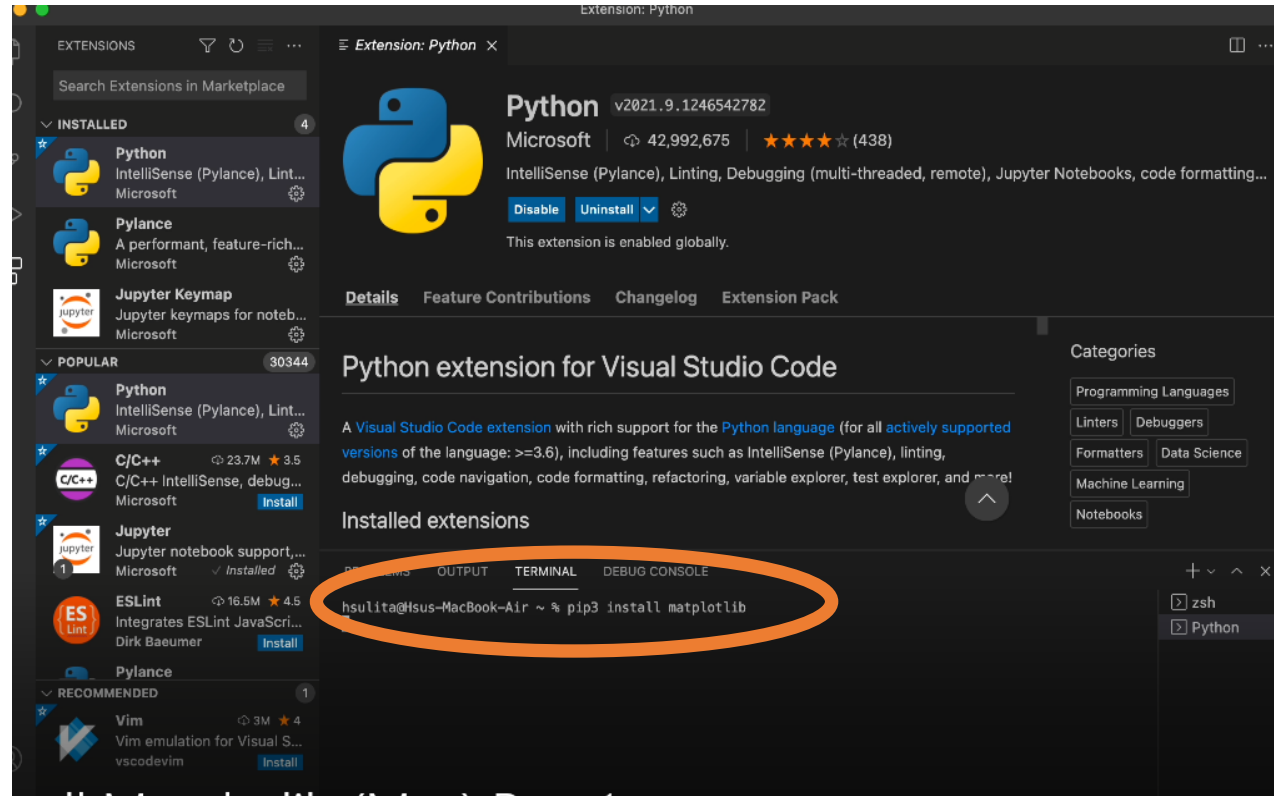 Extension: Python
EXTENSIONS
Search Extensions in Marketplace
INSTALLED 4
Python
IntelliSense (Pylance), Lint...
Microsoft
Pylance
A performant, feature-rich...
Microsoft
jupyter
Jupyter Keymap
Jupyter keymaps for noteb...
Microsoft
POPULAR 30344
Python
IntelliSense (Pylance), Lint...
Microsoft
C/C++
C/C++ 23.7M ★ 3.5
C/C++ IntelliSense, debug...
Microsoft Install
jupyter
1
Jupyter
Jupyter notebook support,...
Microsoft ✓ Installed
ES
Lint
ESLint 16.5M ★ 4.5
Integrates ESLint JavaScri...
Dirk Baeumer Install
Pylance
RECOMMENDED 1
Vim 3M ★ 4
Vim emulation for Visual S...
vscodevim Install
Extension: Python ×
Python v2021.9.1246542782
Microsoft | 42,992,675 | ★★★★☆ (438)
IntelliSense (Pylance), Linting, Debugging (multi-threaded, remote), Jupyter Notebooks, code formatting...
Disable Uninstall
This extension is enabled globally.
Details Feature Contributions Changelog Extension Pack
Python extension for Visual Studio Code
A Visual Studio Code extension with rich support for the Python language (for all actively supported
versions of the language: >=3.6), including features such as IntelliSense (Pylance), linting,
debugging, code navigation, code formatting, refactoring, variable explorer, test explorer, and more!
Installed extensions
Categories
Programming Languages
Linters Debuggers
Formatters Data Science
Machine Learning
Notebooks
PROBLEMS OUTPUT TERMINAL DEBUG CONSOLE
hsulita@Hsus-MacBook-Air ~ % pip3 install matplotlib
zsh
Python